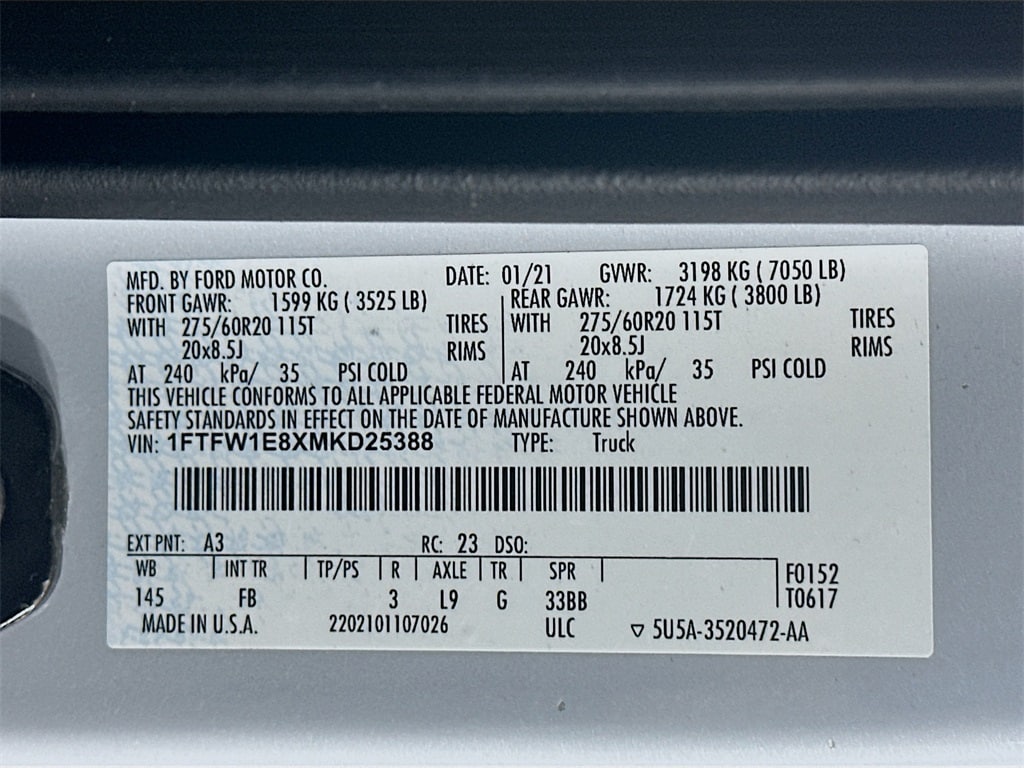 MFD. BY FORD MOTOR CO. DATE: 01/21 GVWR: 3198 KG ( 7050 LB)
FRONT GAWR: 1599 KG ( 3525 LB) REAR GAWR: 1724 KG ( 3800 LB)
WITH 275/60R20 115T TIRES WITH 275/60R20 115T TIRES
20x8.5J RIMS 20x8.5J RIMS
AT 240 kPa/ 35 PSI COLD AT 240 kPa/ 35 PSI COLD
THIS VEHICLE CONFORMS TO ALL APPLICABLE FEDERAL MOTOR VEHICLE
SAFETY STANDARDS IN EFFECT ON THE DATE OF MANUFACTURE SHOWN ABOVE.
VIN: 1FTFW1E8XMKD25388 TYPE: Truck
EXT PNT: A3 RC: 23 DSO:
WB INT TR TP/PS R AXLE TR SPR F0152
145 FB 3 L9 G 33BB T0617
MADE IN U.S.A. 2202101107026 ULC ▽ 5U5A-3520472-AA